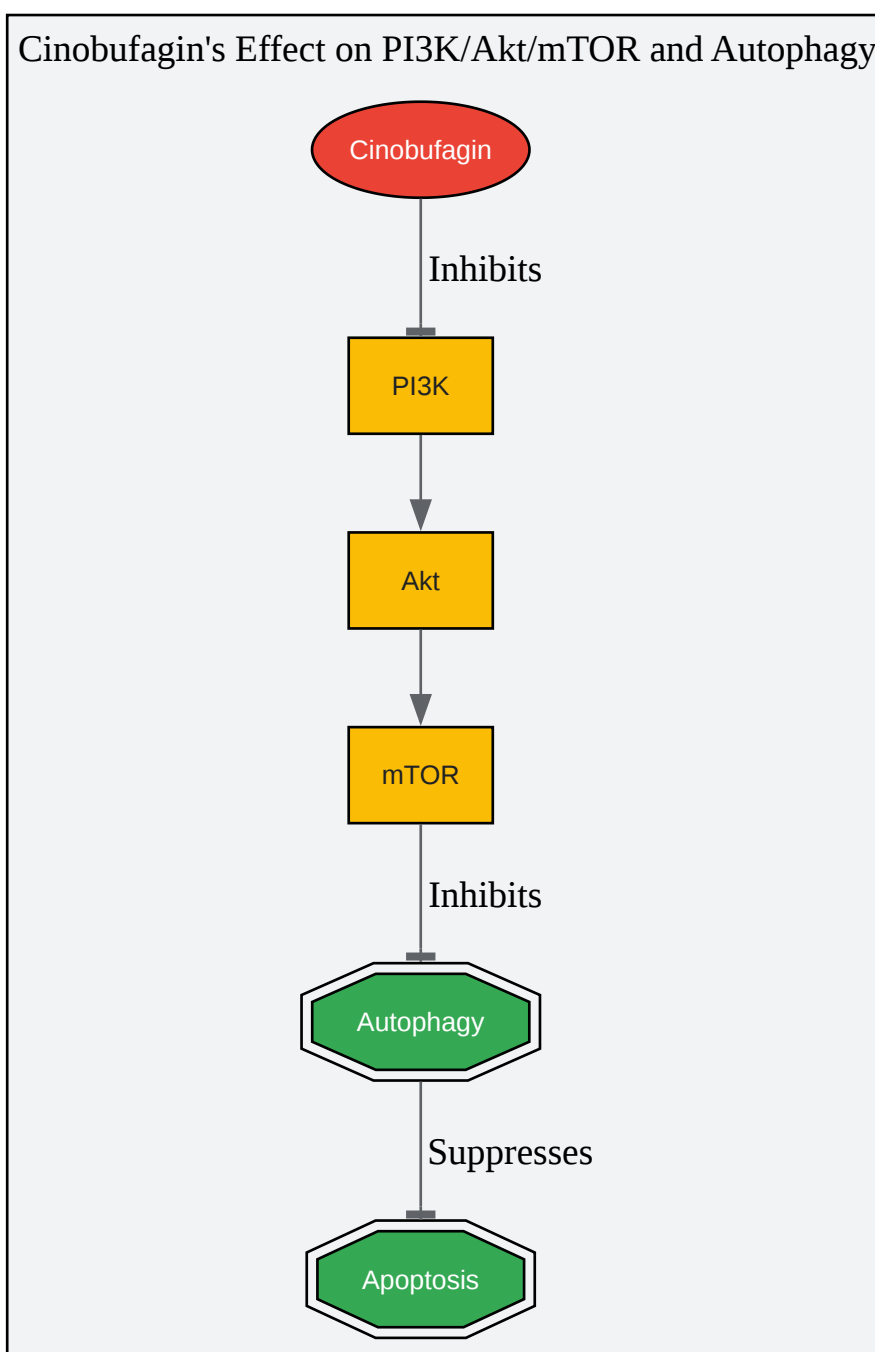 Cinobufagin's Effect on PI3K/Akt/mTOR and Autophagy
Cinobufagin
Inhibits
PI3K
Akt
mTOR
Inhibits
Autophagy
Suppresses
Apoptosis